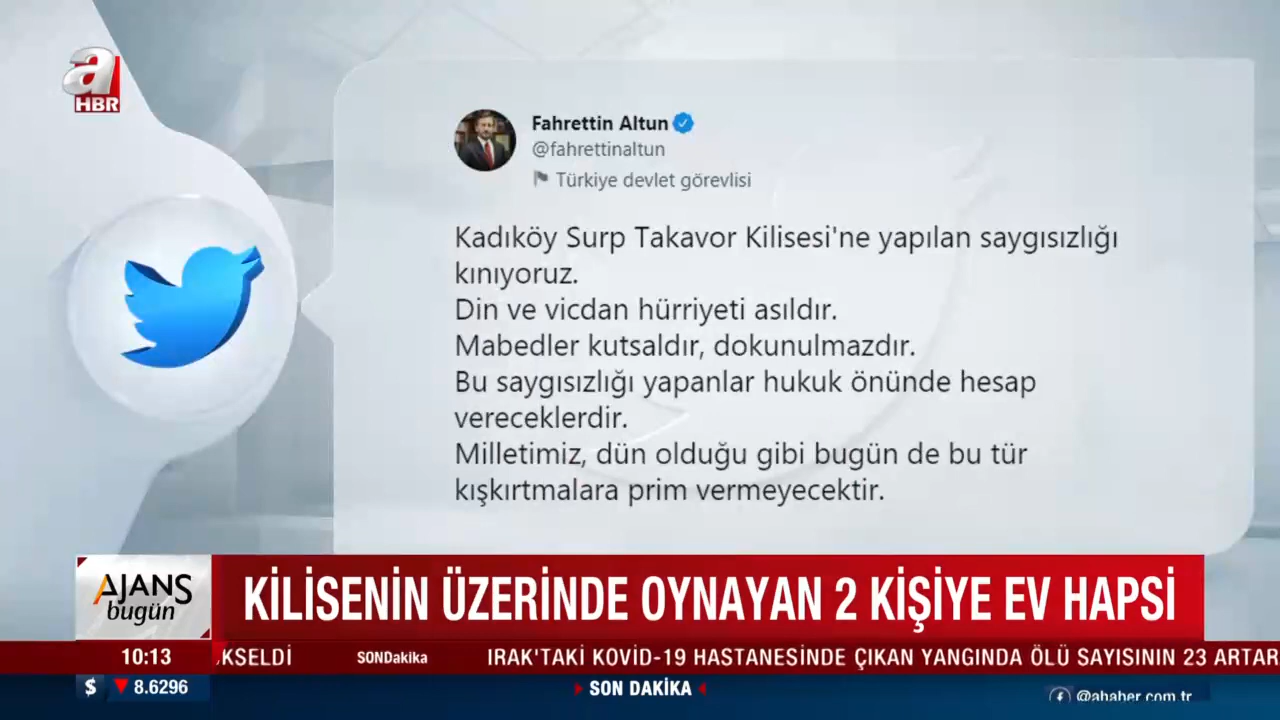 a
HBR
Fahrettin Altun
@fahrettinaltun
Türkiye devlet görevlisi
Kadıköy Surp Takavor Kilisesi'ne yapılan saygısızlığı
kınıyoruz.
Din ve vicdan hürriyeti asıldır.
Mabedler kutsaldır, dokunulmazdır.
Bu saygısızlığı yapanlar hukuk önünde hesap
vereceklerdir.
Milletimiz, dün olduğu gibi bugün de bu tür
kışkırtmalara prim vermeyecektir.
AJANS
bugün
KİLİSENİN ÜZERİNDE OYNAYAN 2 KİŞİYE EV HAPSİ
10:13 KSELDİ SONDakika IRAK'TAKİ KOVİD-19 HASTANESİNDE ÇIKAN YANGINDA ÖLÜ SAYISININ 23 ARTAR
$ 8.6296 SON DAKİKA @ahaber.com.tr